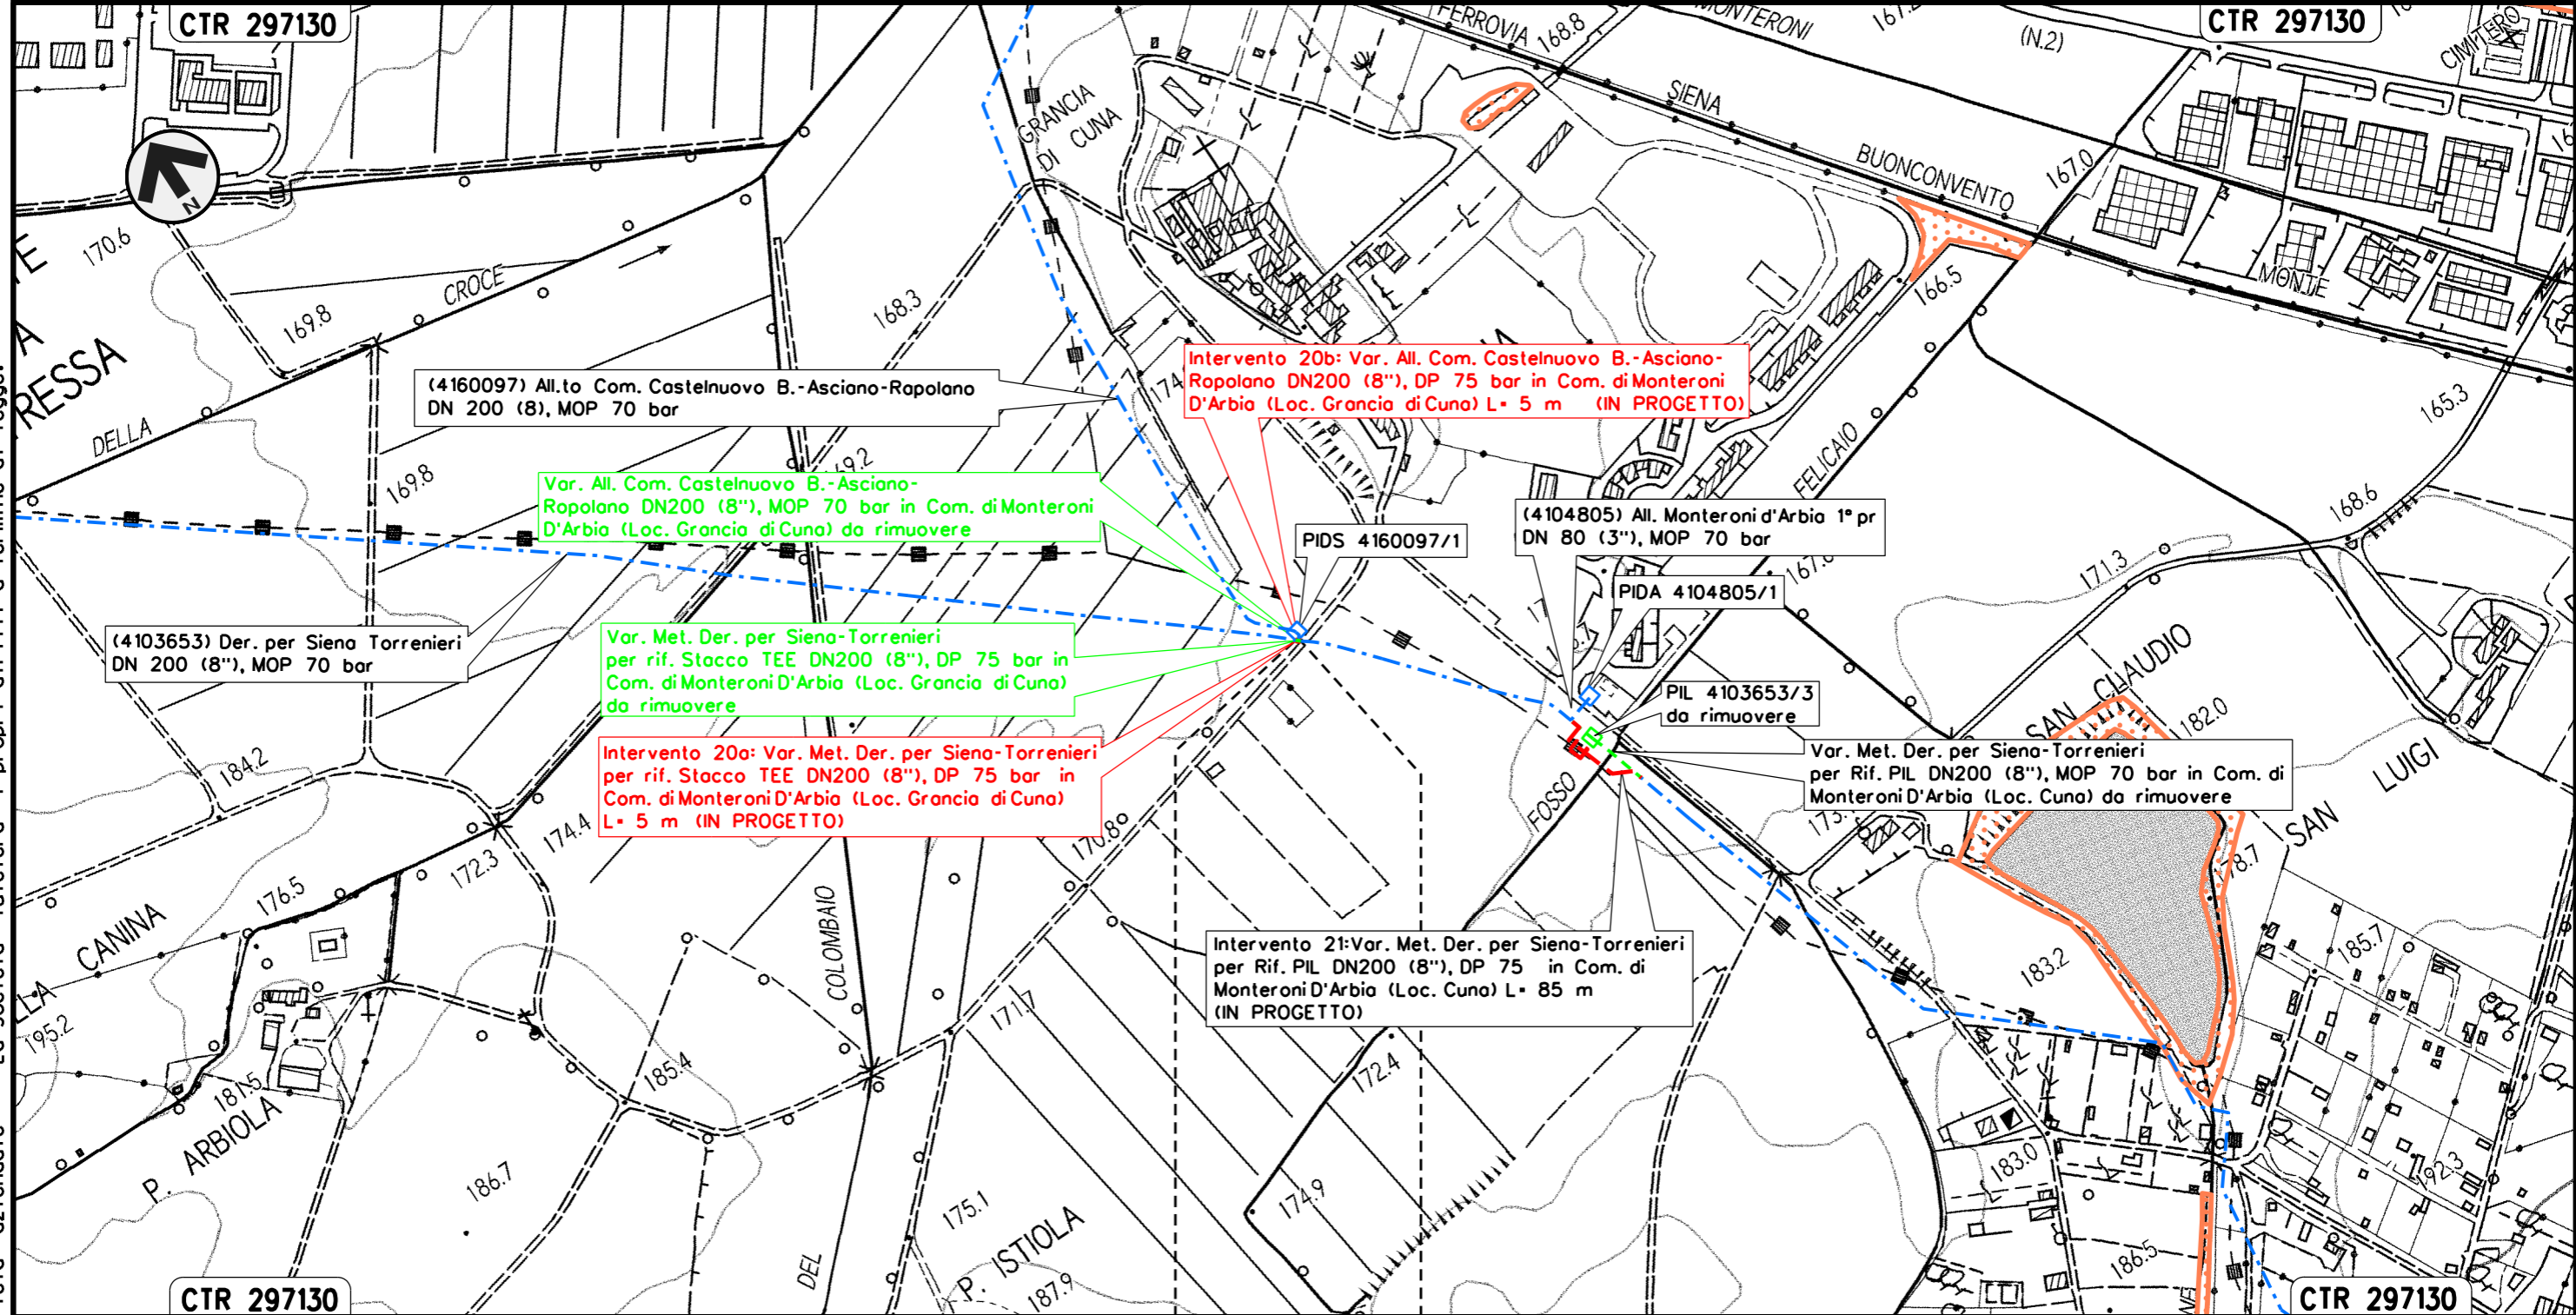 CTR 297130
CTR 297130
FERROVIA
168.8
MONTERONI
(N.2)
CIMITERO
SIENA
BUONCONVENTO
167.0
GRANCIA
DI CUNA
N
170.6
CROCE
169.8
168.3
166.5
MONTE
RESSA
DELLA
169.8
169.2
165.3
(4160097) All.to Com. Castelnuovo B.-Asciano-Rapolano
DN 200 (8), MOP 70 bar
Intervento 20b: Var. All. Com. Castelnuovo B.-Asciano-
Rapolano DN200 (8"), DP 75 bar in Com. di Monteroni
D'Arbia (Loc. Grancia di Cuna) L= 5 m (IN PROGETTO)
Var. All. Com. Castelnuovo B.-Asciano-
Rapolano DN200 (8"), MOP 70 bar in Com. di Monteroni
D'Arbia (Loc. Grancia di Cuna) da rimuovere
PIDS 4160097/1
(4104805) All. Monteroni d'Arbia 1° pr
DN 80 (3"), MOP 70 bar
FELICAIO
168.6
171.3
PIDA 4104805/1
(4103653) Der. per Siena Torrenieri
DN 200 (8"), MOP 70 bar
Var. Met. Der. per Siena-Torrenieri
per rif. Stacco TEE DN200 (8"), DP 75 bar in
Com. di Monteroni D'Arbia (Loc. Grancia di Cuna)
da rimuovere
PIL 4103653/3
da rimuovere
SAN CLAUDIO
182.0
Intervento 20a: Var. Met. Der. per Siena-Torrenieri
per rif. Stacco TEE DN200 (8"), DP 75 bar in
Com. di Monteroni D'Arbia (Loc. Grancia di Cuna)
L= 5 m (IN PROGETTO)
Var. Met. Der. per Siena-Torrenieri
per Rif. PIL DN200 (8"), MOP 70 bar in Com. di
Monteroni D'Arbia (Loc. Cuna) da rimuovere
SAN LUIGI
184.2
174.4
172.3
176.5
170.8
FOSSO
178.7
CANINA
COLOMBAIO
Intervento 21:Var. Met. Der. per Siena-Torrenieri
per Rif. PIL DN200 (8"), DP 75 in Com. di
Monteroni D'Arbia (Loc. Cuna) L= 85 m
(IN PROGETTO)
183.2
185.7
195.2
171.7
172.4
185.4
181.5
P. ARBIOLA
186.7
175.1
174.9
183.0
192.3
DEL
P. ISTIOLA
187.9
186.5
CTR 297130
CTR 297130